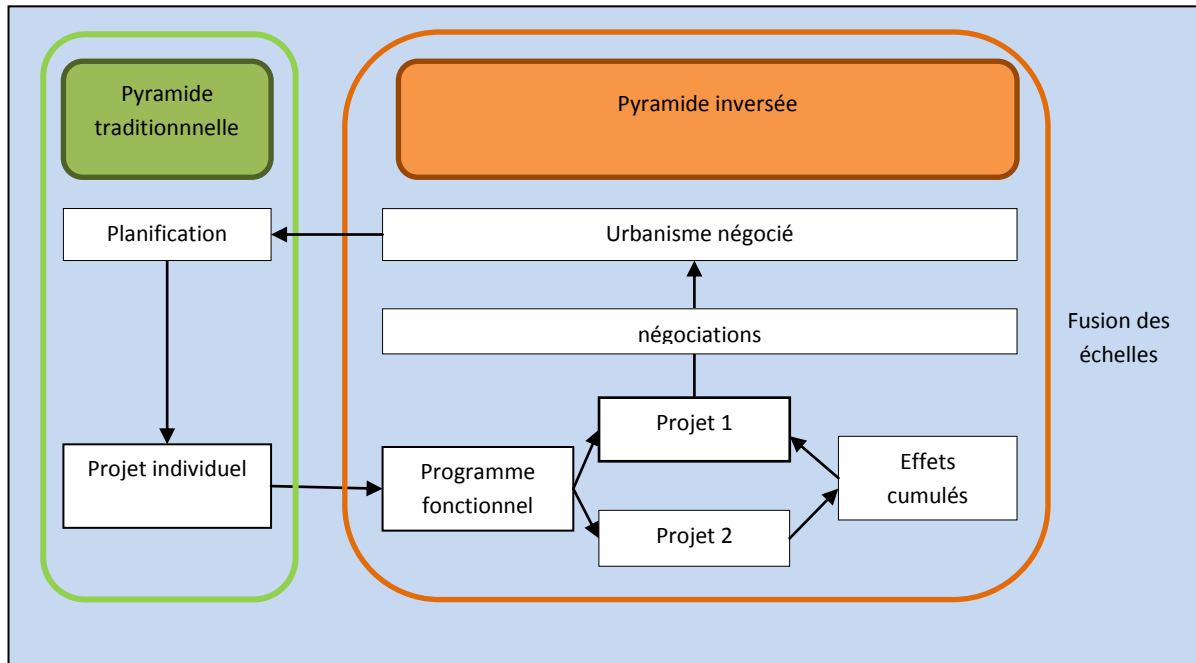 Pyramide
traditionnnelle
Pyramide inversée
Planification
Urbanisme négocié
négociations
Fusion des
échelles
Projet individuel
Programme
fonctionnel
Projet 1
Projet 2
Effets
cumulés